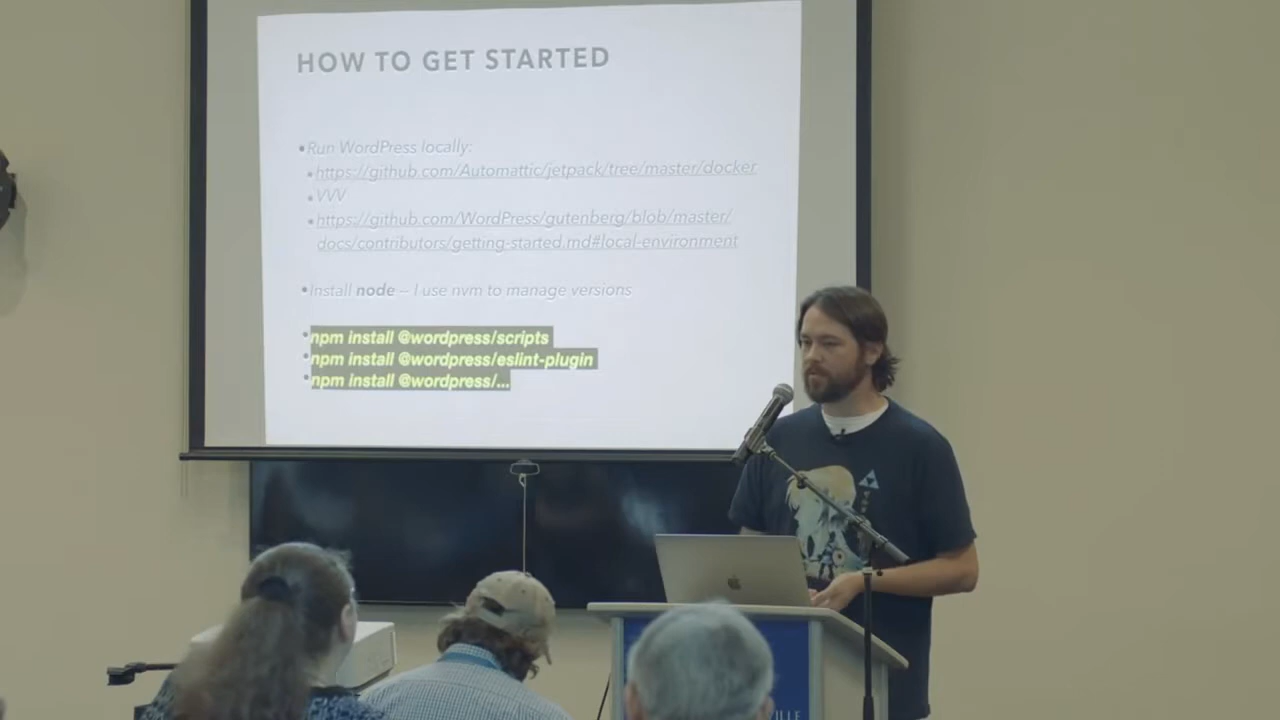 HOW TO GET STARTED
•Run WordPress locally:
•https://github.com/Automattic/jetpack/tree/master/docker
•VVV
•https://github.com/WordPress/gutenberg/blob/master/
docs/contributors/getting-started.md#local-environment
•Install node – I use nvm to manage versions
•npm install @wordpress/scripts
•npm install @wordpress/eslint-plugin
•npm install @wordpress/...